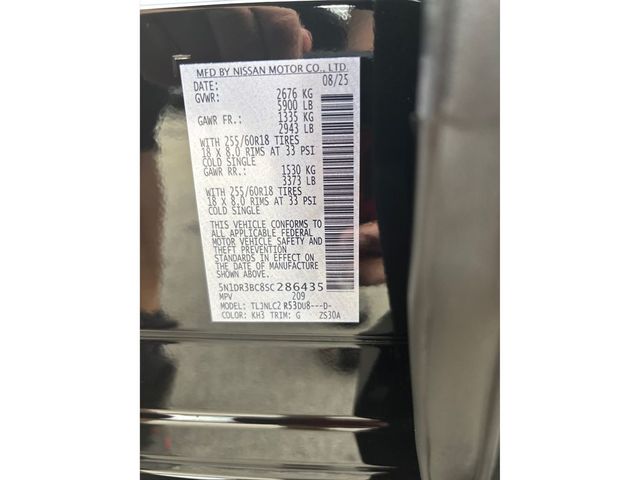 MFD BY NISSAN MOTOR CO., LTD.
DATE: 08/25
GVWR: 2676 KG
5900 LB
GAWR FR.: 1335 KG
2943 LB
WITH 255/60R18 TIRES
18 X 8.0 RIMS AT 33 PSI
COLD SINGLE
GAWR RR.: 1530 KG
3373 LB
WITH 255/60R18 TIRES
18 X 8.0 RIMS AT 33 PSI
COLD SINGLE
THIS VEHICLE CONFORMS TO
ALL APPLICABLE FEDERAL
MOTOR VEHICLE SAFETY AND
THEFT PREVENTION
STANDARDS IN EFFECT ON
THE DATE OF MANUFACTURE
SHOWN ABOVE.
5N1DR3BC8SC286435
MPV 209
MODEL: TLJNLC2 R53DU8---D-
COLOR: KH3 TRIM: G ZS30A